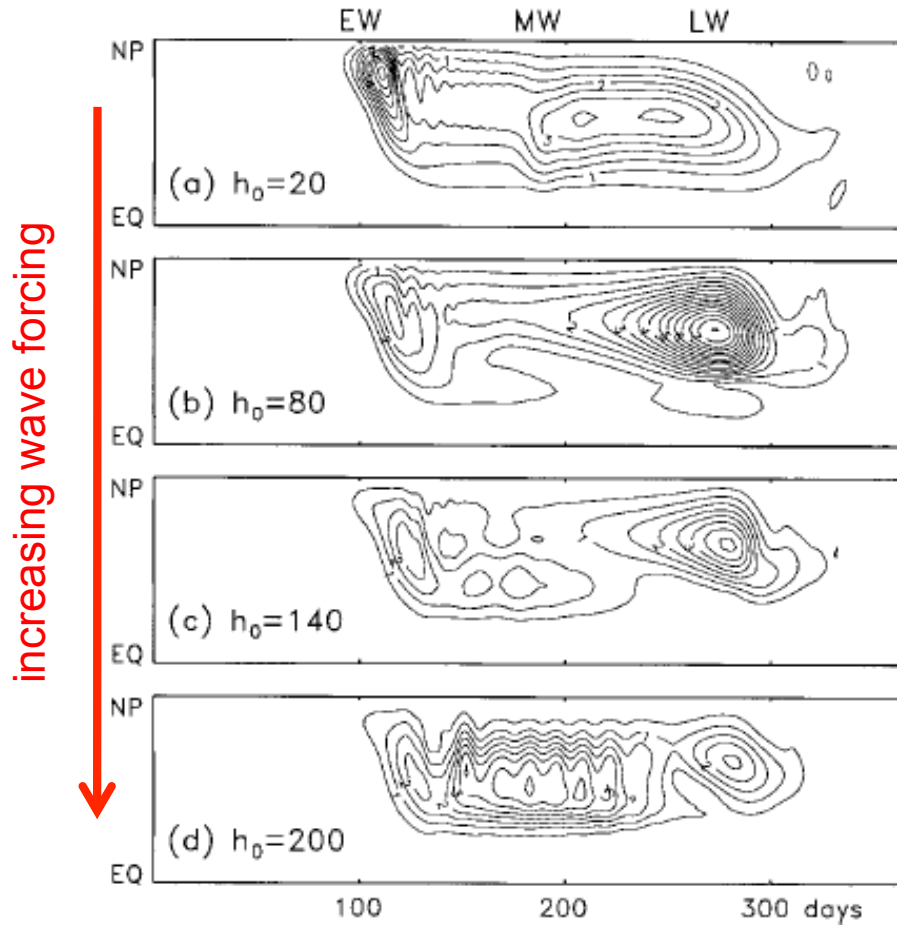 EW MW LW
NP
(a) h₀=20
EQ
NP
(b) h₀=80
EQ
NP
(c) h₀=140
EQ
NP
(d) h₀=200
EQ
100 200 300 days
increasing wave forcing